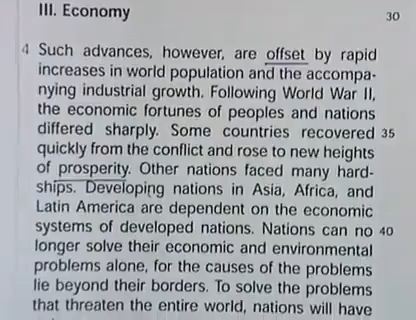 III. Economy
30
4 Such advances, however, are offset by rapid
increases in world population and the accompa-
nying industrial growth. Following World War II,
the economic fortunes of peoples and nations
differed sharply. Some countries recovered 35
quickly from the conflict and rose to new heights
of prosperity. Other nations faced many hard-
ships. Developing nations in Asia, Africa, and
Latin America are dependent on the economic
systems of developed nations. Nations can no 40
longer solve their economic and environmental
problems alone, for the causes of the problems
lie beyond their borders. To solve the problems
that threaten the entire world, nations will have